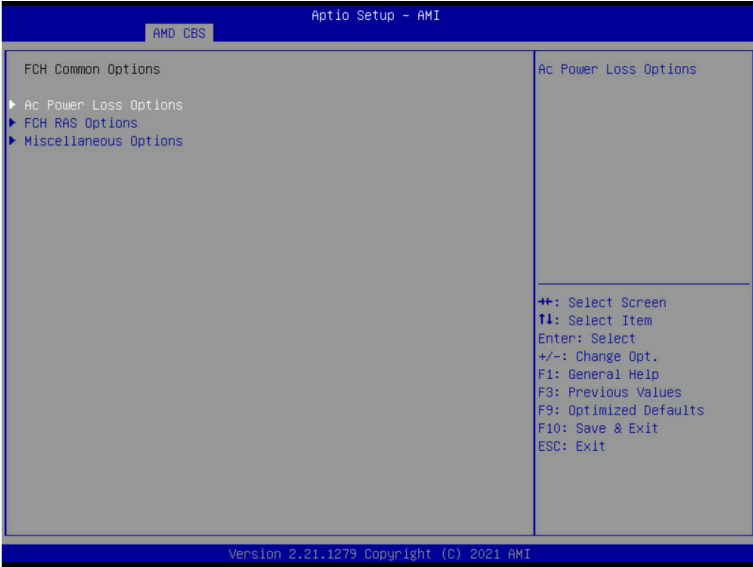 Aptio Setup – AMI
AMD CBS
FCH Common Options
Ac Power Loss Options
FCH RAS Options
Miscellaneous Options
Ac Power Loss Options
→←: Select Screen
↑↓: Select Item
Enter: Select
+/-: Change Opt.
F1: General Help
F3: Previous Values
F9: Optimized Defaults
F10: Save & Exit
ESC: Exit
Version 2.21.1279 Copyright (C) 2021 AMI